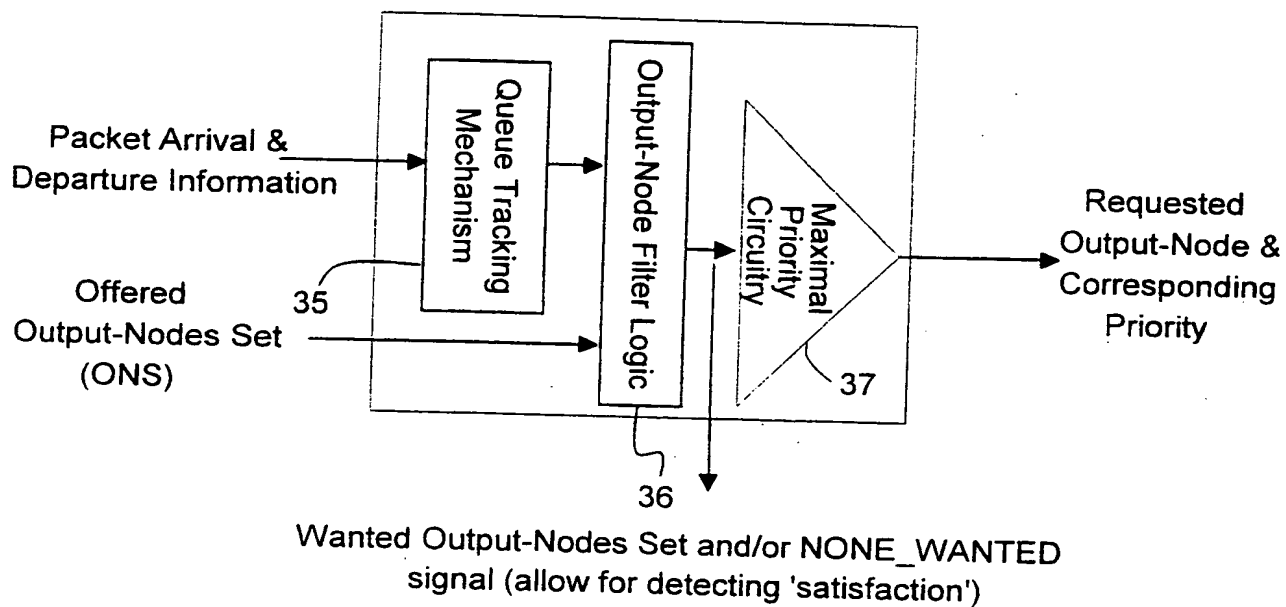 Packet Arrival &
Departure Information
Offered
Output-Nodes Set
(ONS)
35
Queue Tracking
Mechanism
Output-Node Filter Logic
36
Maximal
Priority
Circuitry
37
Requested
Output-Node &
Corresponding
Priority
Wanted Output-Nodes Set and/or NONE_WANTED
signal (allow for detecting 'satisfaction')